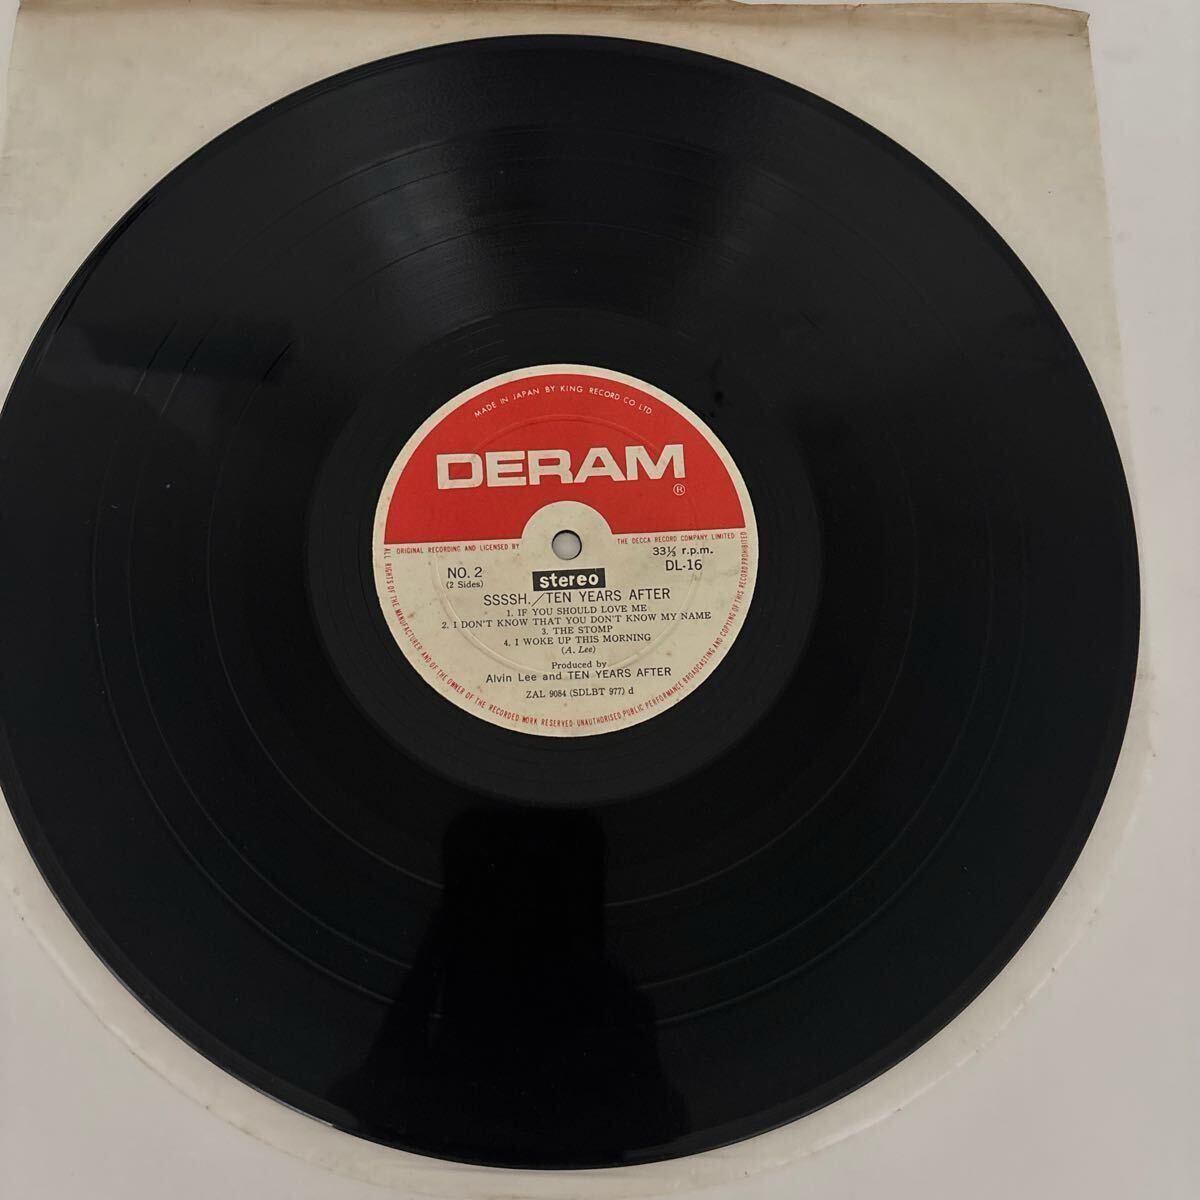 MADE IN JAPAN BY KING RECORD CO LTD.
DERAM
®
ORIGINAL RECORDING AND LICENSED BY THE DECCA RECORD COMPANY, LIMITED
NO. 2
(2 Sides)
stereo
33⅓ r.p.m.
DL-16
SSSSH./TEN YEARS AFTER
1. IF YOU SHOULD LOVE ME
2. I DON'T KNOW THAT YOU DON'T KNOW MY NAME
3. THE STOMP
4. I WOKE UP THIS MORNING
(A. Lee)
Produced by
Alvin Lee and TEN YEARS AFTER
ZAL 9084 (SDLBT 977) d
ALL RIGHTS OF THE MANUFACTURER AND OF THE OWNER OF THE RECORDED WORK RESERVED·UNAUTHORISED PUBLIC PERFORMANCE BROADCASTING AND COPYING OF THIS RECORD PROHIBITED